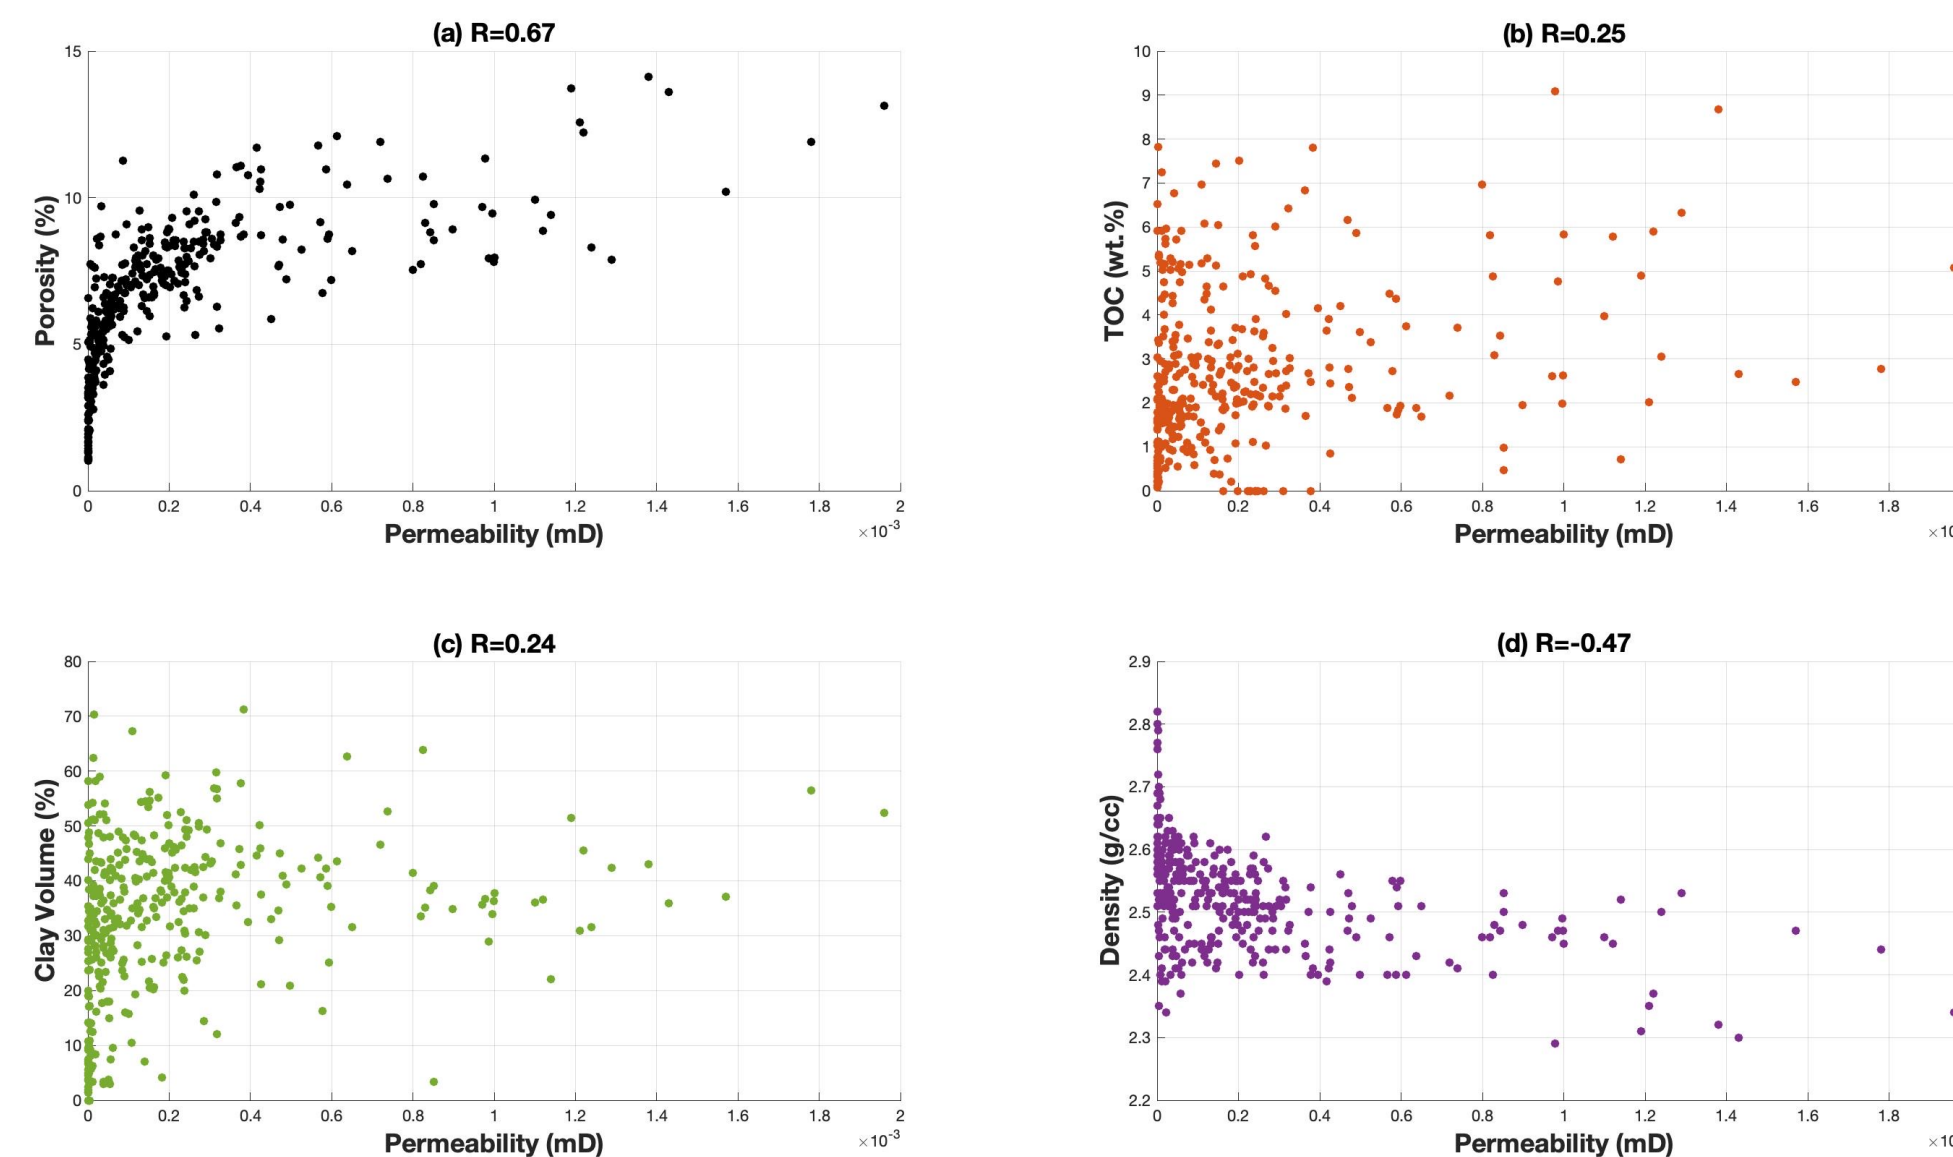 (a) R=0.67
15
10
5
0
Porosity (%)
0 0.2 0.4 0.6 0.8 1 1.2 1.4 1.6 1.8 2
Permeability (mD)
×10⁻³
(b) R=0.25
10
9
8
7
6
5
4
3
2
1
0
TOC (wt.%)
0 0.2 0.4 0.6 0.8 1 1.2 1.4 1.6 1.8
Permeability (mD)
×10
(c) R=0.24
80
70
60
50
40
30
20
10
0
Clay Volume (%)
0 0.2 0.4 0.6 0.8 1 1.2 1.4 1.6 1.8 2
Permeability (mD)
×10⁻³
(d) R=-0.47
2.9
2.8
2.7
2.6
2.5
2.4
2.3
2.2
Density (g/cc)
0 0.2 0.4 0.6 0.8 1 1.2 1.4 1.6 1.8
Permeability (mD)
×10